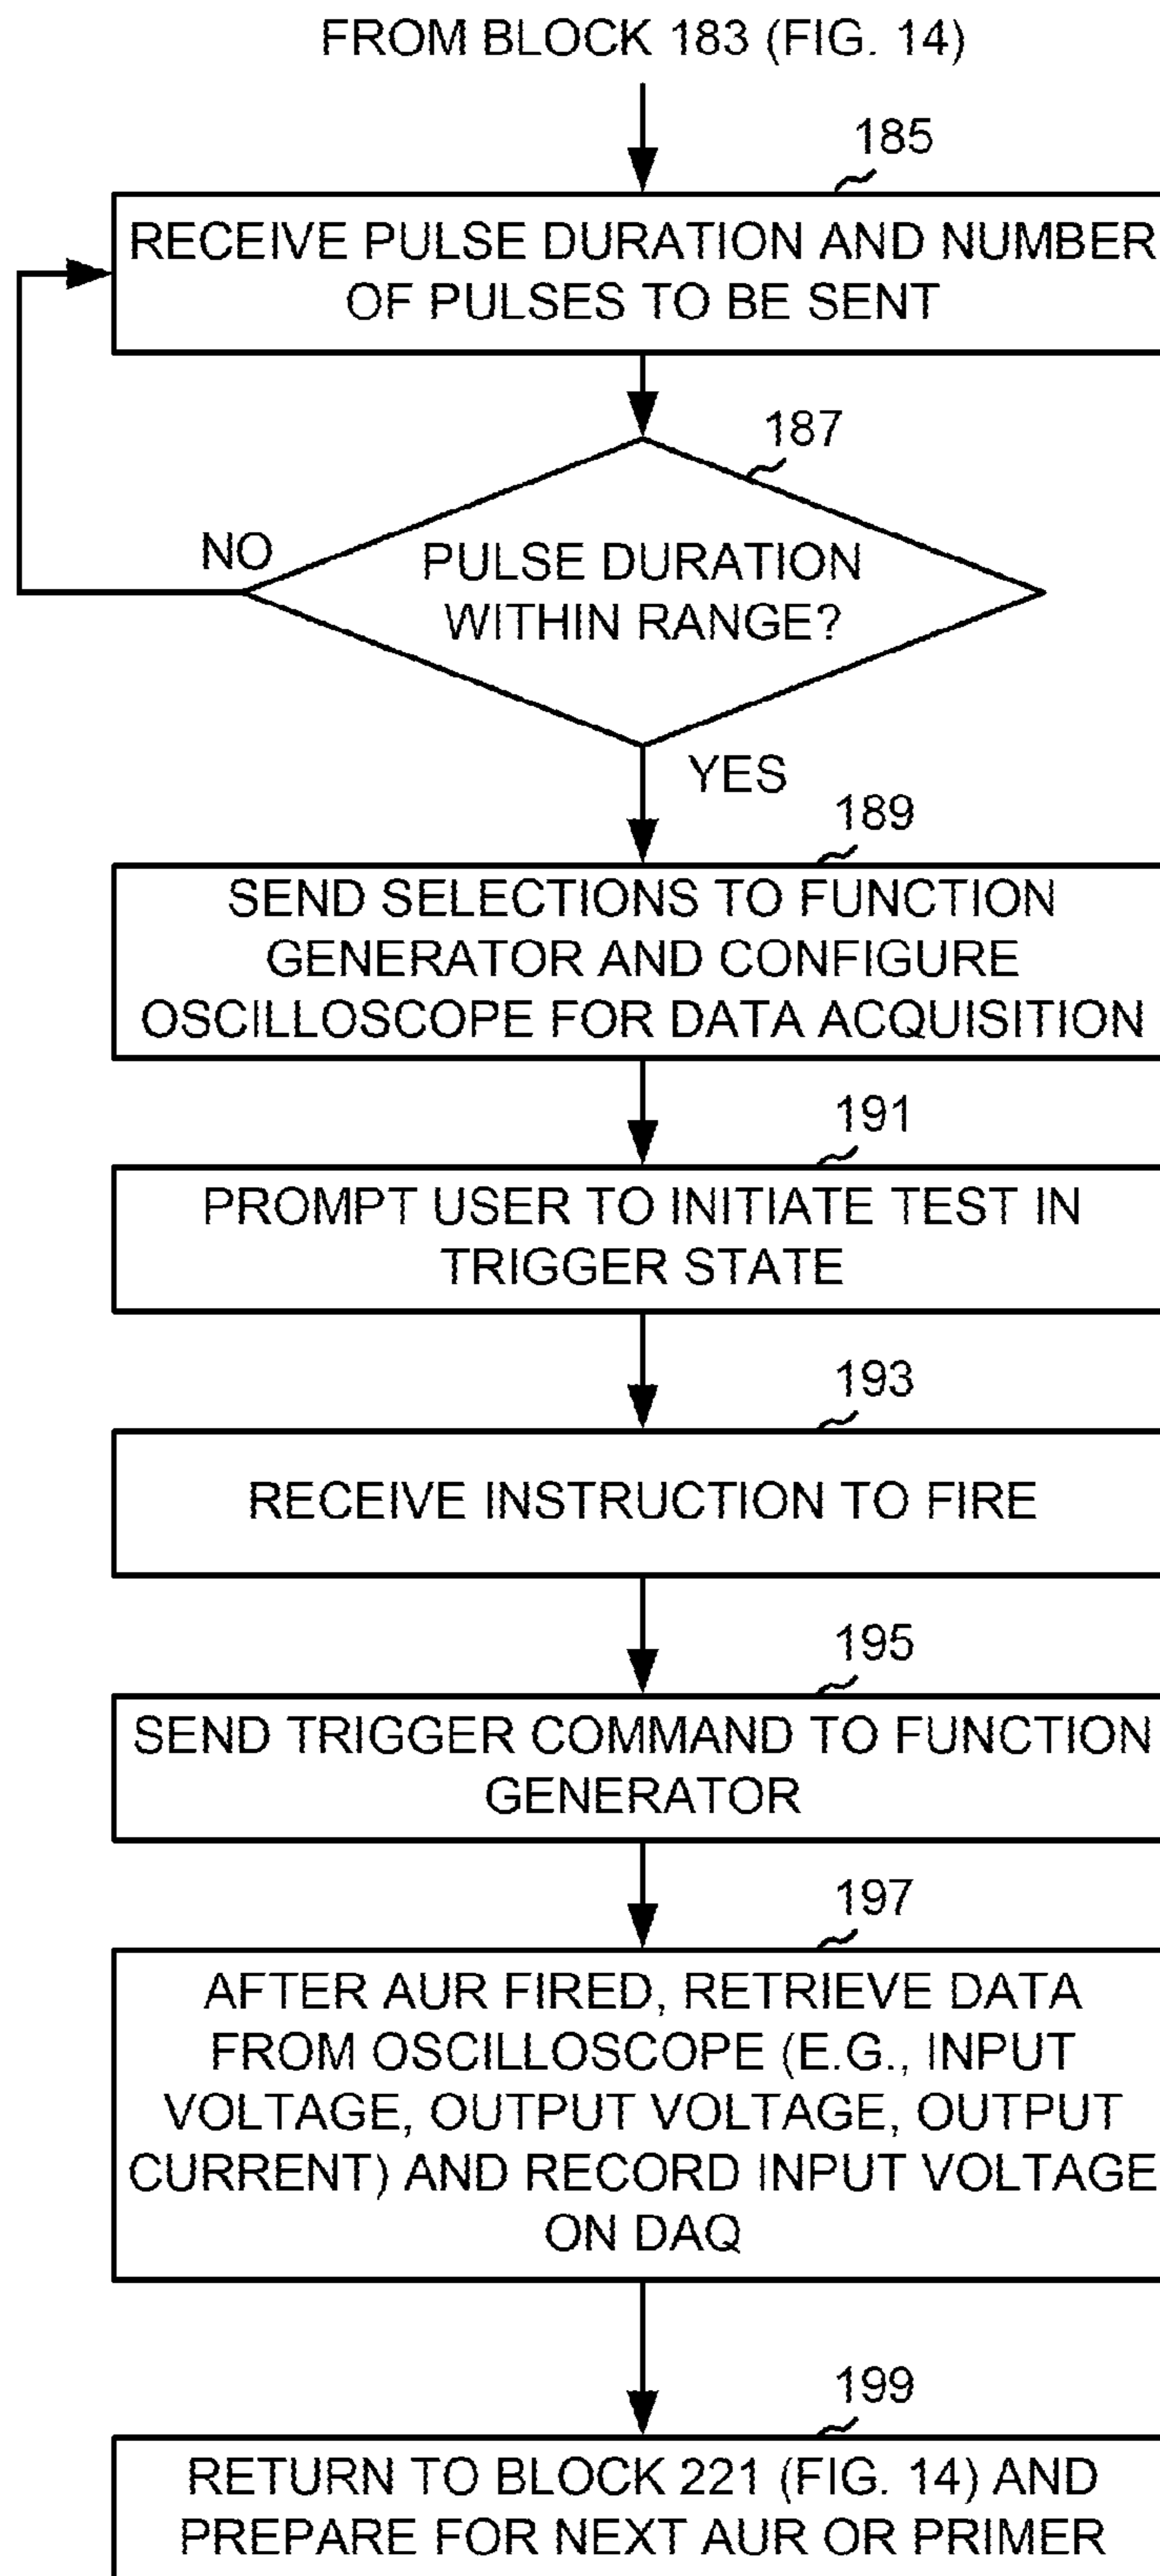 FROM BLOCK 183 (FIG. 14)
185
RECEIVE PULSE DURATION AND NUMBER
OF PULSES TO BE SENT
187
NO
PULSE DURATION
WITHIN RANGE?
YES
189
SEND SELECTIONS TO FUNCTION
GENERATOR AND CONFIGURE
OSCILLOSCOPE FOR DATA ACQUISITION
191
PROMPT USER TO INITIATE TEST IN
TRIGGER STATE
193
RECEIVE INSTRUCTION TO FIRE
195
SEND TRIGGER COMMAND TO FUNCTION
GENERATOR
197
AFTER AUR FIRED, RETRIEVE DATA
FROM OSCILLOSCOPE (E.G., INPUT
VOLTAGE, OUTPUT VOLTAGE, OUTPUT
CURRENT) AND RECORD INPUT VOLTAGE
ON DAQ
199
RETURN TO BLOCK 221 (FIG. 14) AND
PREPARE FOR NEXT AUR OR PRIMER